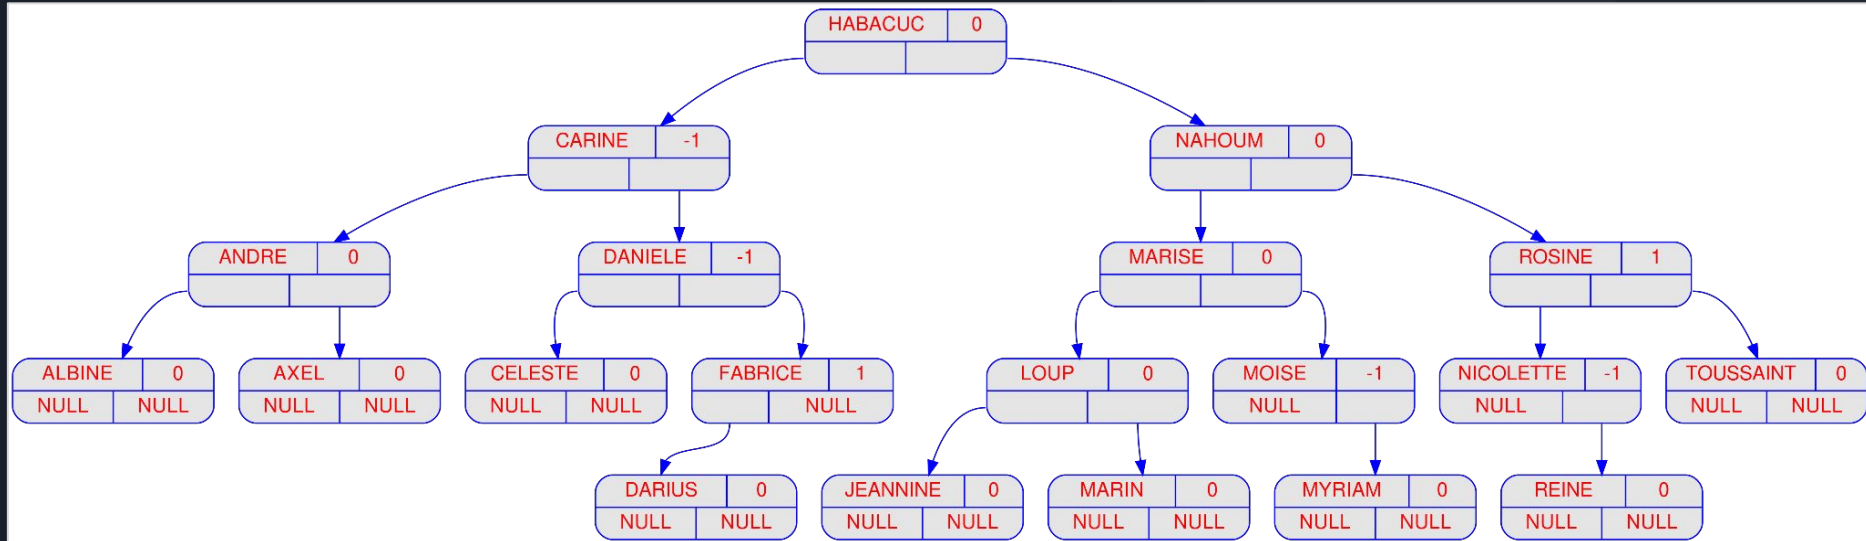 HABACUC 0
CARINE -1
NAHOUM 0
ANDRE 0
DANIELE -1
MARISE 0
ROSINE 1
ALBINE 0
NULL NULL
AXEL 0
NULL NULL
CELESTE 0
NULL NULL
FABRICE 1
NULL
LOUP 0
MOISE -1
NULL
NICOLETTE -1
NULL
TOUSSAINT 0
NULL NULL
DARIUS 0
NULL NULL
JEANNINE 0
NULL NULL
MARIN 0
NULL NULL
MYRIAM 0
NULL NULL
REINE 0
NULL NULL